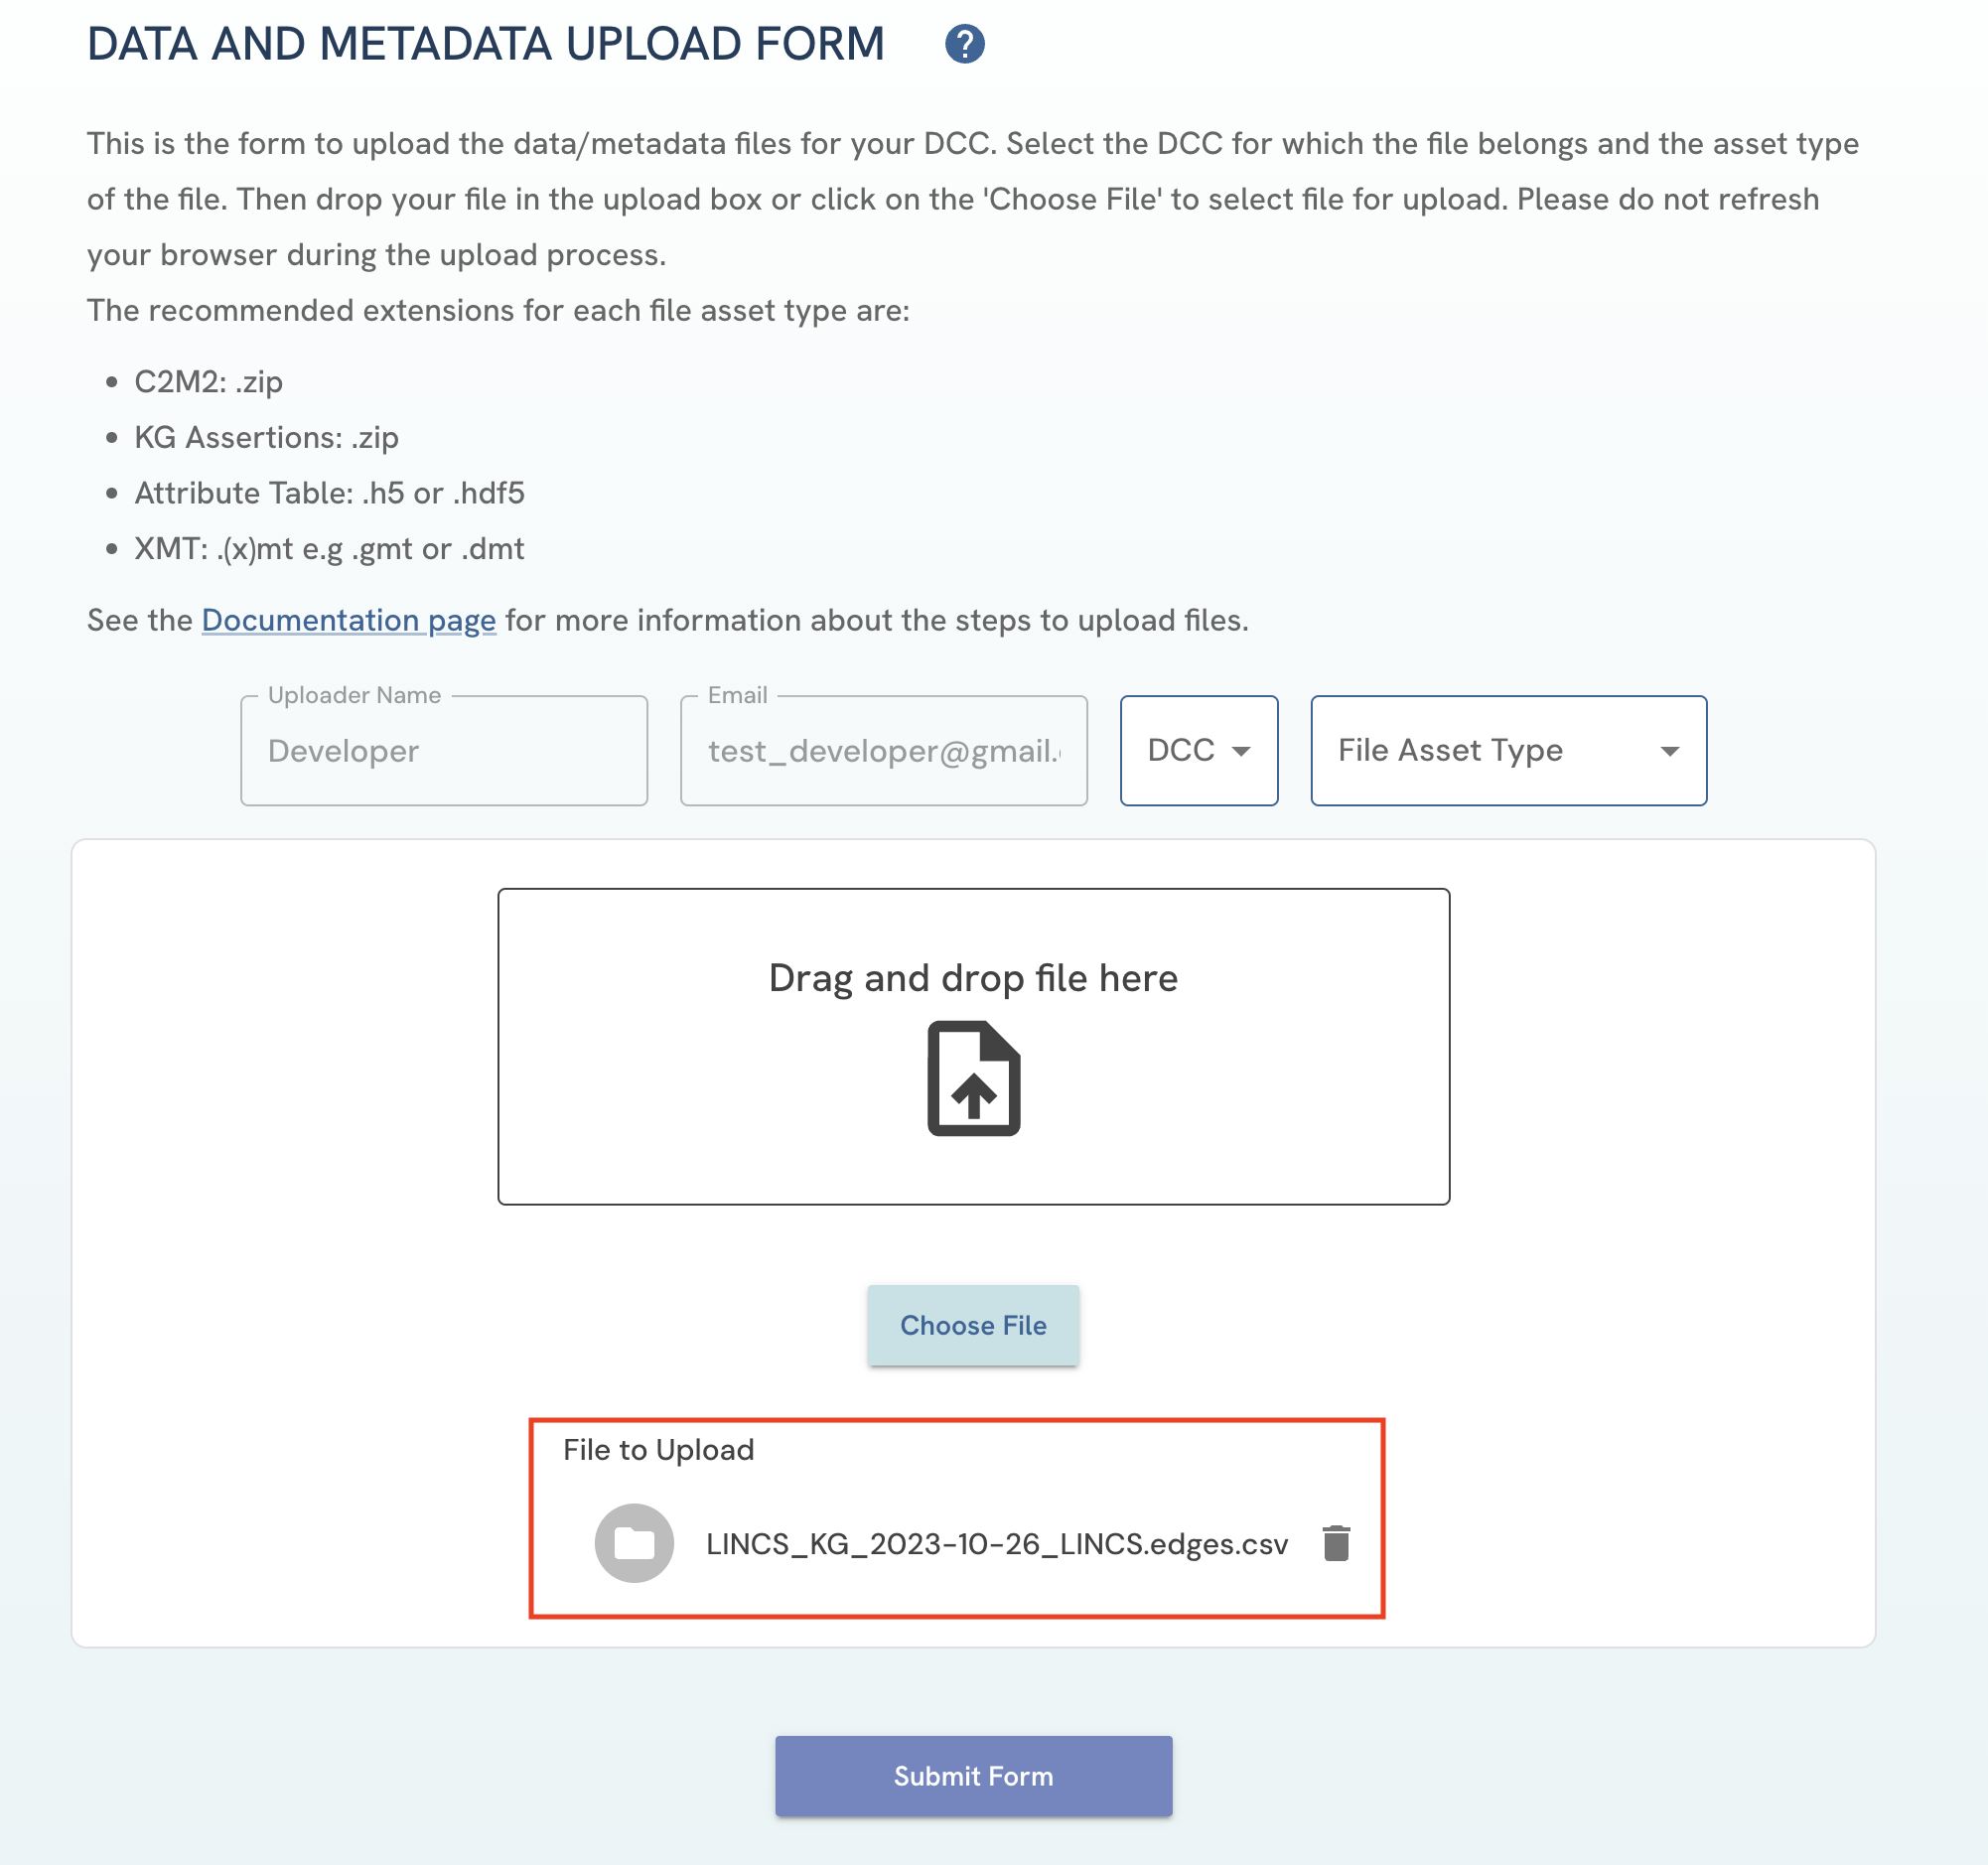 DATA AND METADATA UPLOAD FORM ?
This is the form to upload the data/metadata files for your DCC. Select the DCC for which the file belongs and the asset type
of the file. Then drop your file in the upload box or click on the 'Choose File' to select file for upload. Please do not refresh
your browser during the upload process.
The recommended extensions for each file asset type are:
• C2M2: .zip
• KG Assertions: .zip
• Attribute Table: .h5 or .hdf5
• XMT: .(x)mt e.g .gmt or .dmt
See the Documentation page for more information about the steps to upload files.
Uploader Name
Developer
Email
test_developer@gmail.
DCC
File Asset Type
Drag and drop file here
Choose File
File to Upload
LINCS_KG_2023-10-26_LINCS.edges.csv
Submit Form